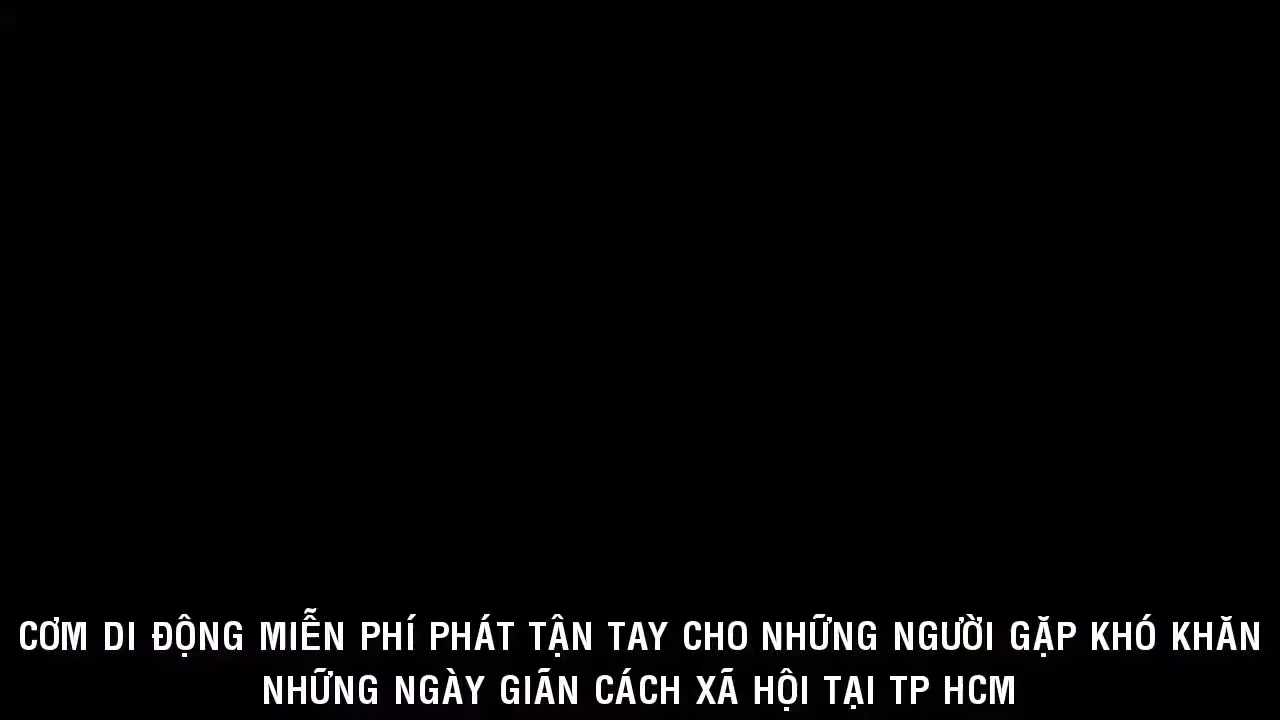 CƠM DI ĐỘNG MIỄN PHÍ PHÁT TẬN TAY CHO NHỮNG NGƯỜI GẶP KHÓ KHĂN
NHỮNG NGÀY GIÃN CÁCH XÃ HỘI TẠI TP HCM